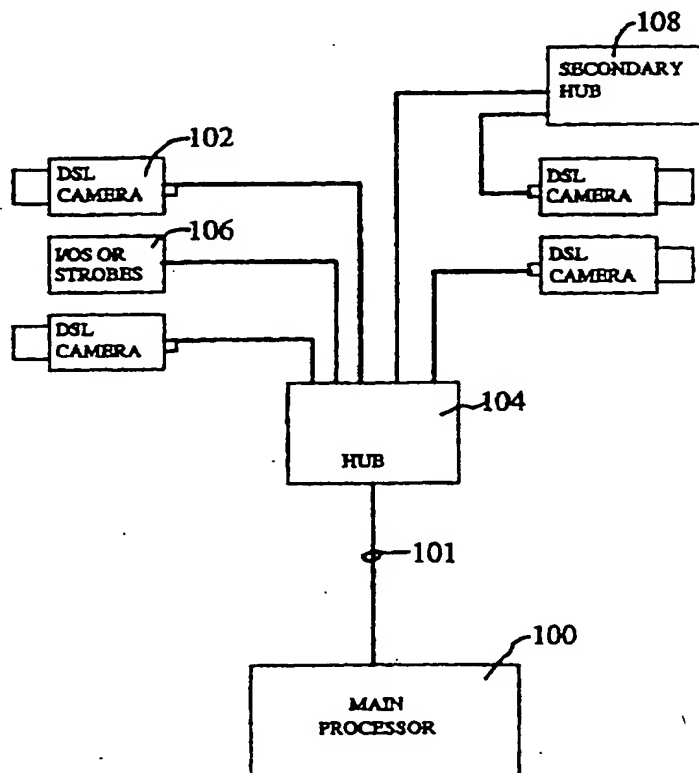 108
SECONDARY
HUB
102
DSL
CAMERA
DSL
CAMERA
106
I/OS OR
STROBES
DSL
CAMERA
DSL
CAMERA
104
HUB
101
100
MAIN
PROCESSOR